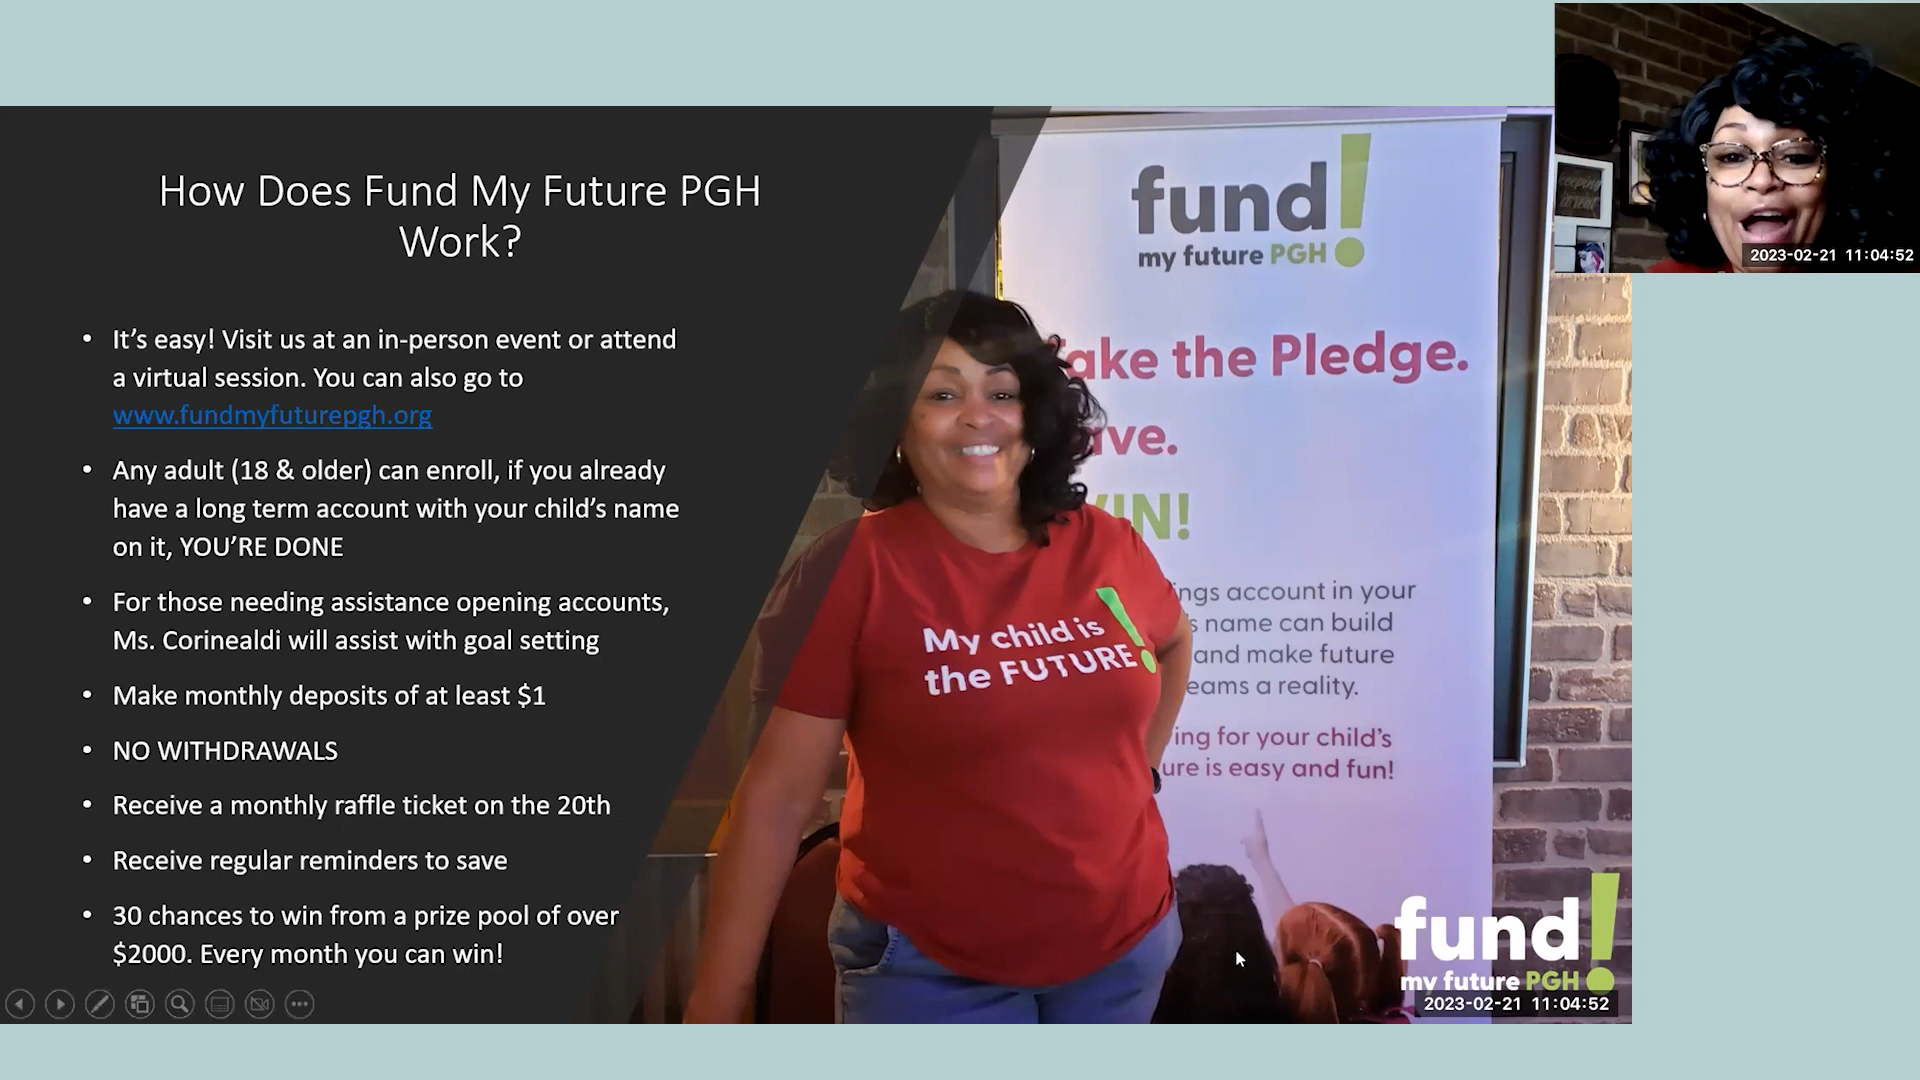 How Does Fund My Future PGH
Work?
• It’s easy! Visit us at an in-person event or attend
a virtual session. You can also go to
www.fundmyfuturepgh.org
• Any adult (18 & older) can enroll, if you already
have a long term account with your child’s name
on it, YOU’RE DONE
• For those needing assistance opening accounts,
Ms. Corinealdi will assist with goal setting
• Make monthly deposits of at least $1
• NO WITHDRAWALS
• Receive a monthly raffle ticket on the 20th
• Receive regular reminders to save
• 30 chances to win from a prize pool of over
$2000. Every month you can win!
fund!
my future PGH
ake the Pledge.
ave.
IN!
ings account in your
s name can build
and make future
eams a reality.
ing for your child’s
ure is easy and fun!
My child is
the FUTURE!
fund!
my future PGH
2023-02-21 11:04:52
2023-02-21 11:04:52